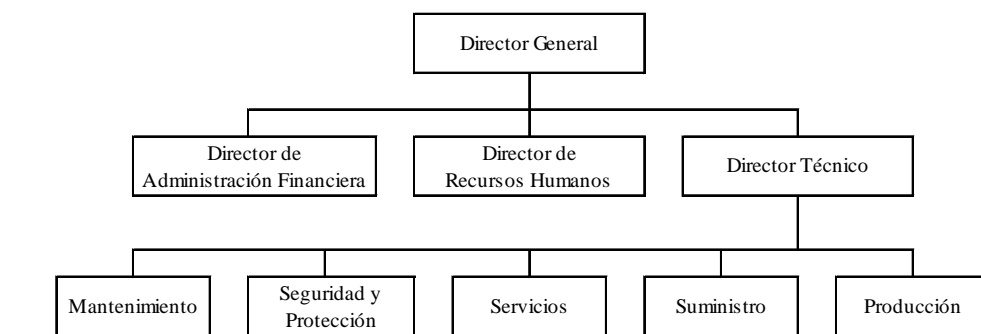 Director General
Director de
Administración Financiera
Director de
Recursos Humanos
Director Técnico
Mantenimiento
Seguridad y
Protección
Servicios
Suministro
Producción